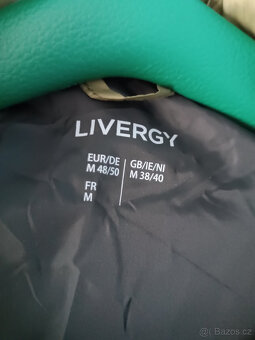 LIVERGY
EUR/DE
M 48/50
FR
M
GB/IE/NI
M 38/40
© Bazos.cz